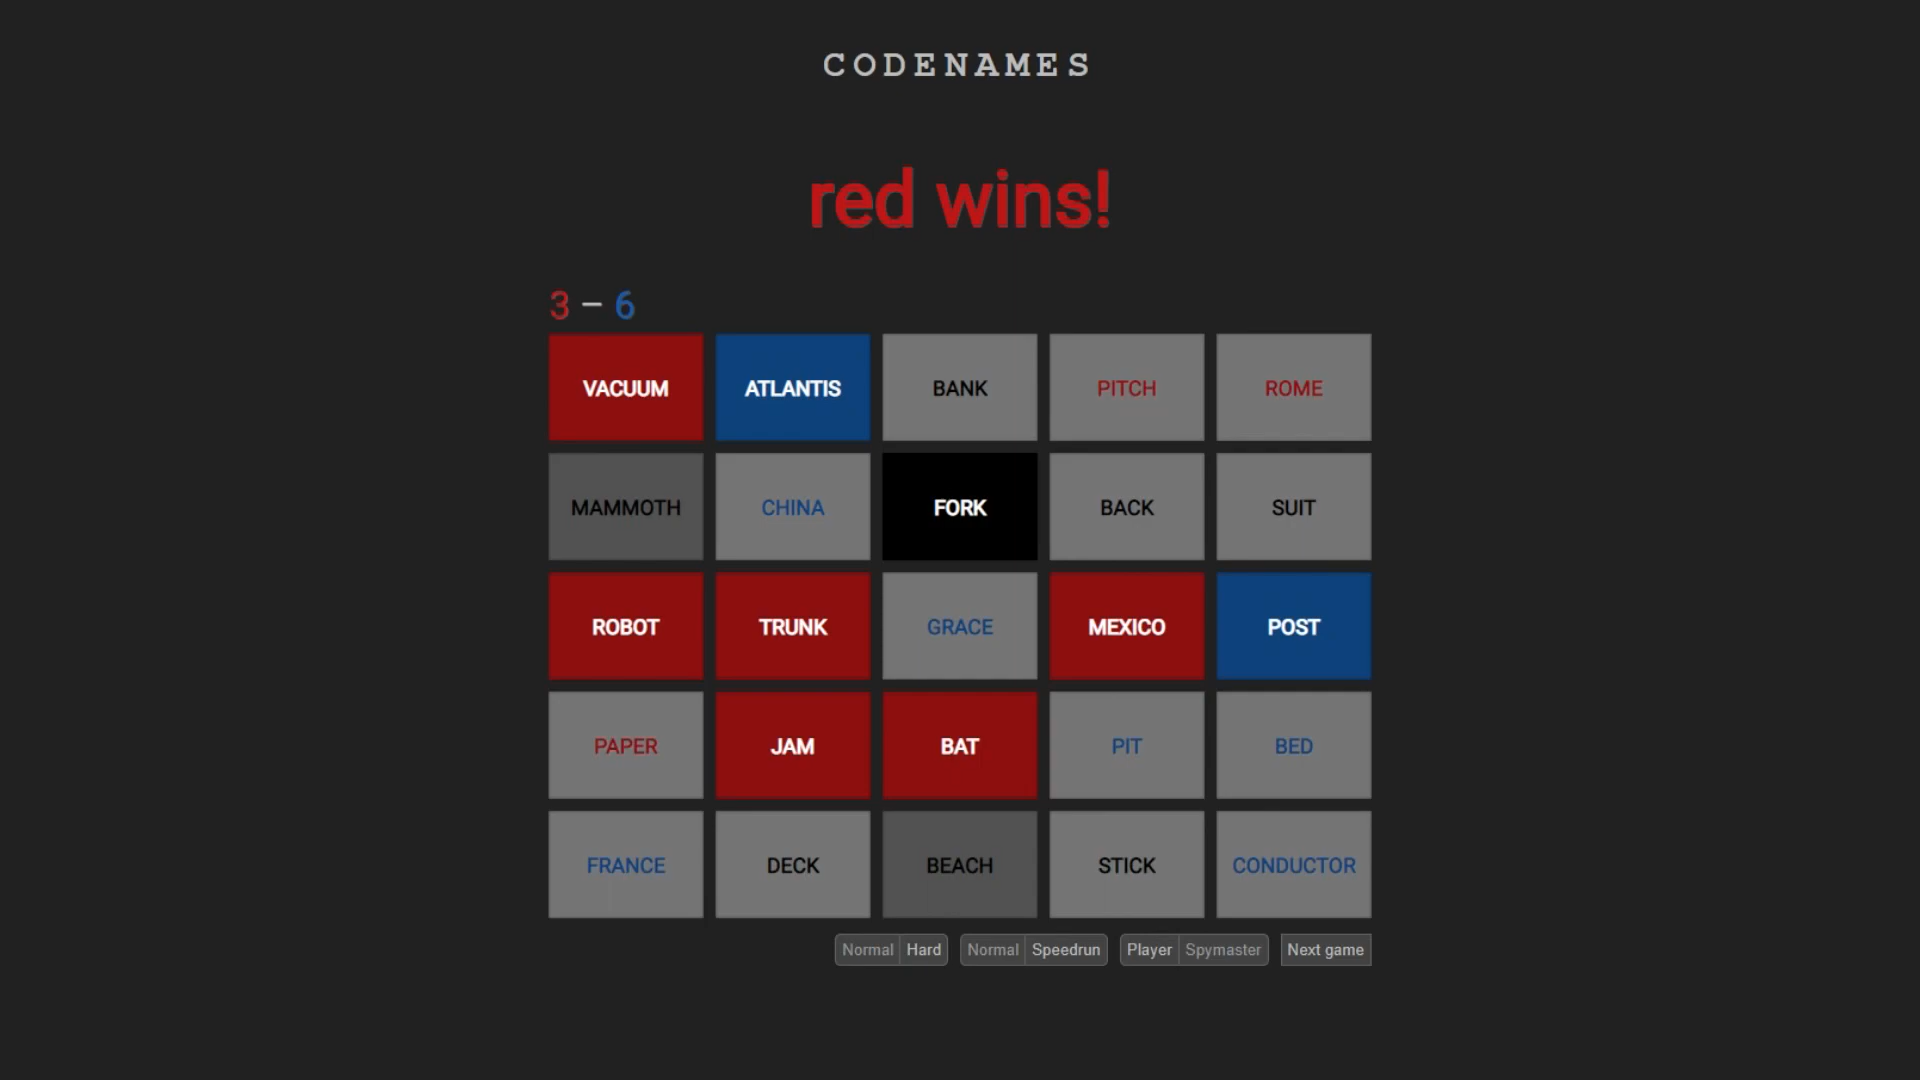 CODENAMES
red wins!
3 – 6
VACUUM ATLANTIS BANK PITCH ROME
MAMMOTH CHINA FORK BACK SUIT
ROBOT TRUNK GRACE MEXICO POST
PAPER JAM BAT PIT BED
FRANCE DECK BEACH STICK CONDUCTOR
Normal Hard Normal Speedrun Player Spymaster Next game